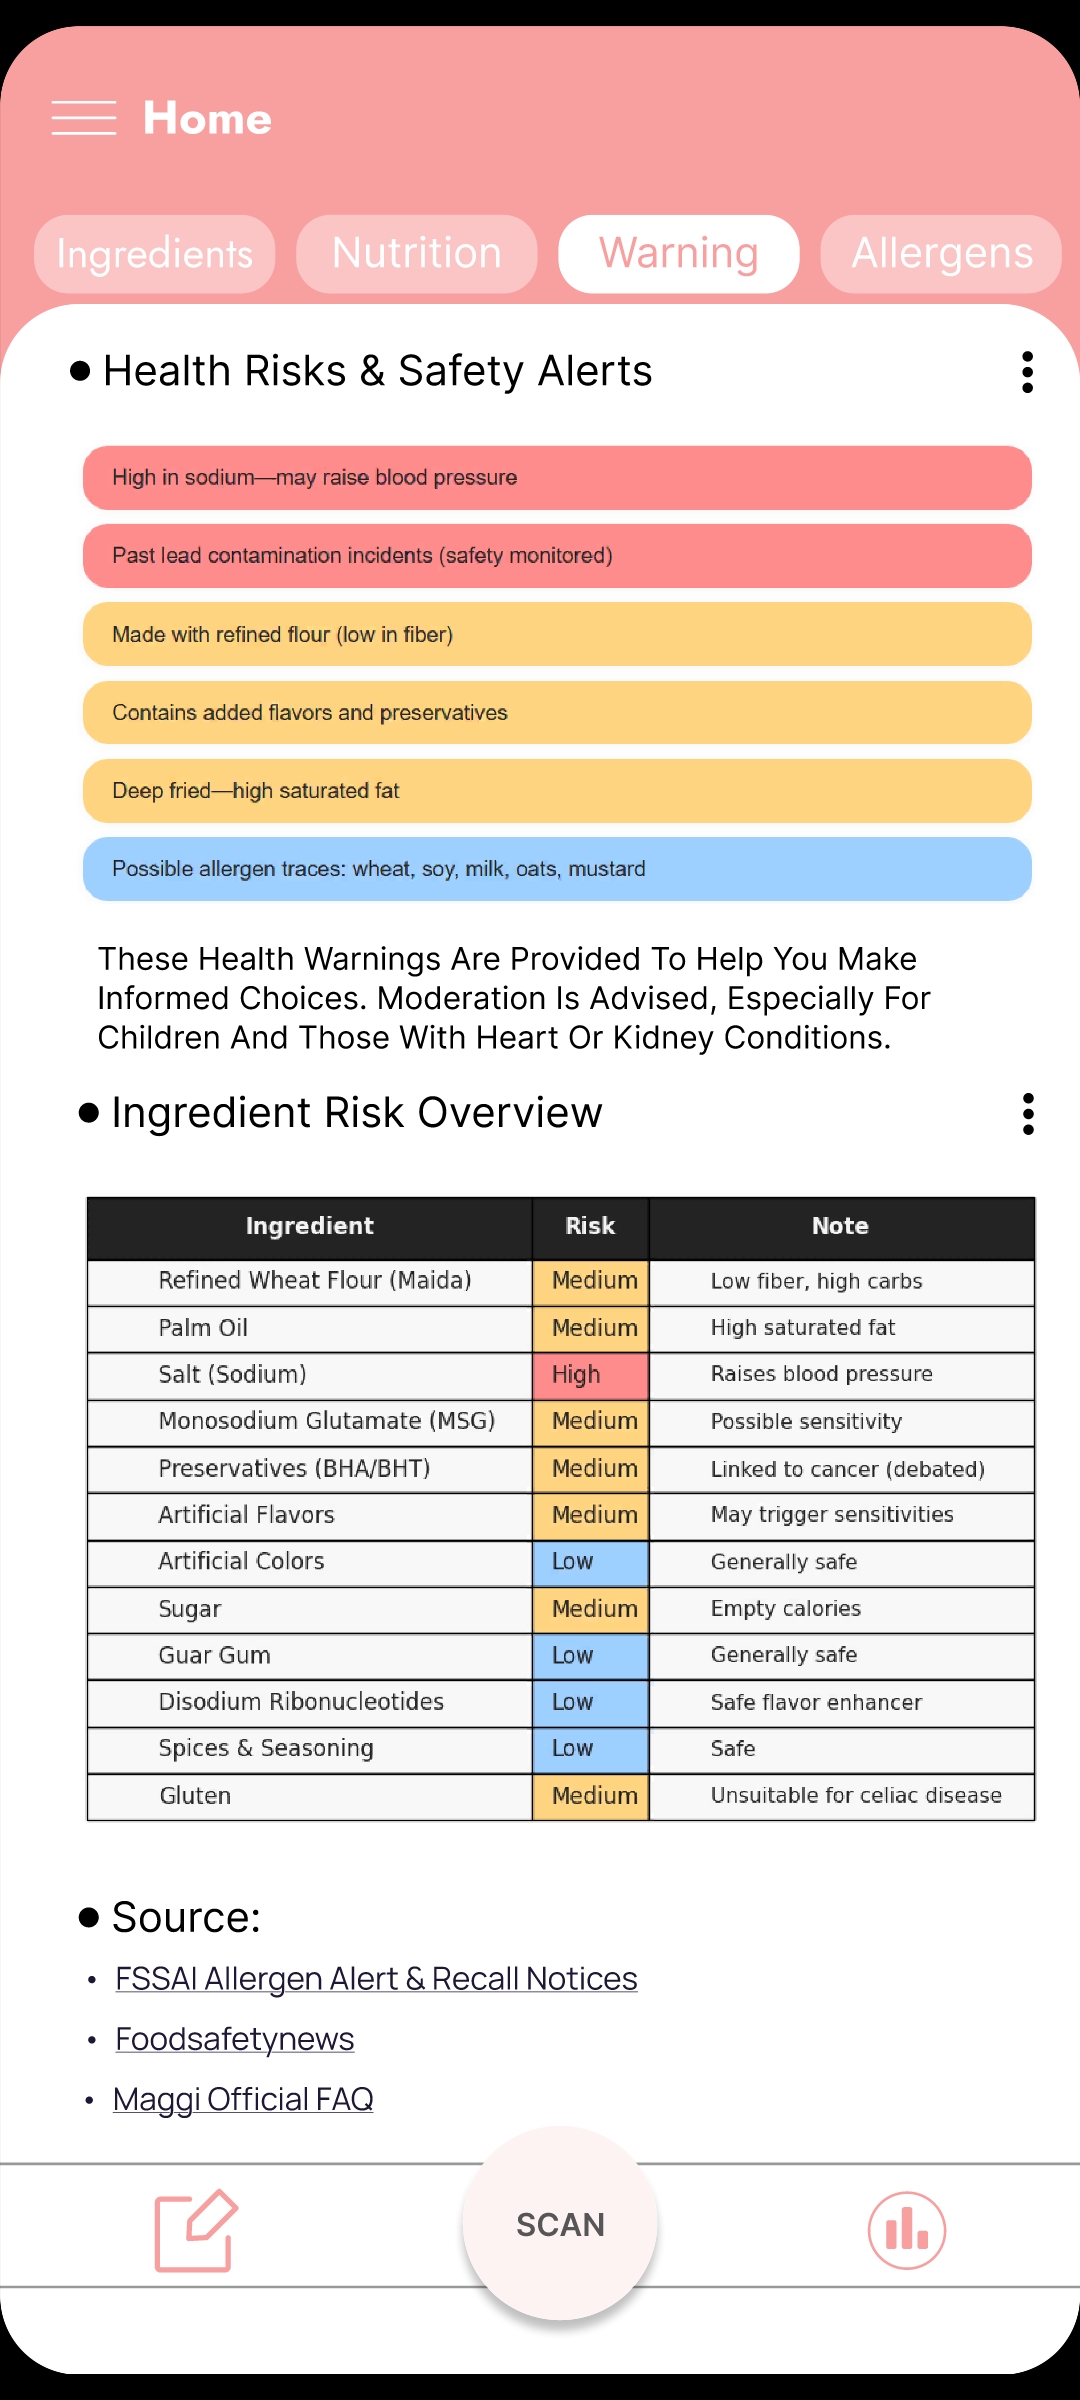 Home
Ingredients Nutrition Warning Allergens
Health Risks & Safety Alerts
High in sodium—may raise blood pressure
Past lead contamination incidents (safety monitored)
Made with refined flour (low in fiber)
Contains added flavors and preservatives
Deep fried—high saturated fat
Possible allergen traces: wheat, soy, milk, oats, mustard
These Health Warnings Are Provided To Help You Make
Informed Choices. Moderation Is Advised, Especially For
Children And Those With Heart Or Kidney Conditions.
Ingredient Risk Overview
Ingredient Risk Note
Refined Wheat Flour (Maida) Medium Low fiber, high carbs
Palm Oil Medium High saturated fat
Salt (Sodium) High Raises blood pressure
Monosodium Glutamate (MSG) Medium Possible sensitivity
Preservatives (BHA/BHT) Medium Linked to cancer (debated)
Artificial Flavors Medium May trigger sensitivities
Artificial Colors Low Generally safe
Sugar Medium Empty calories
Guar Gum Low Generally safe
Disodium Ribonucleotides Low Safe flavor enhancer
Spices & Seasoning Low Safe
Gluten Medium Unsuitable for celiac disease
Source:
• FSSAI Allergen Alert & Recall Notices
• Foodsafetynews
• Maggi Official FAQ
SCAN